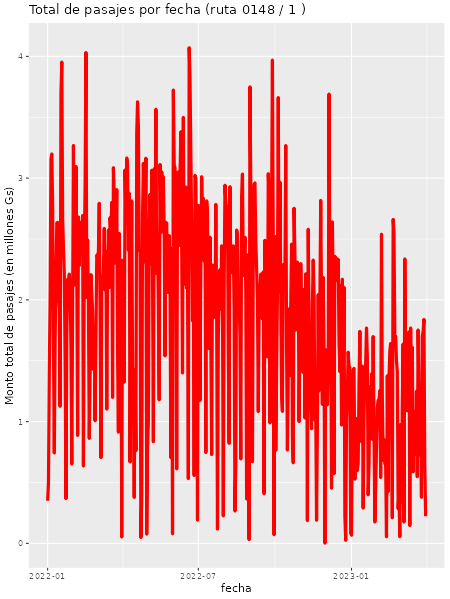 Total de pasajes por fecha (ruta 0148 / 1 )
Monto total de pasajes (en millones Gs)
4
3
2
1
0
2022-01
2022-07
2023-01
fecha